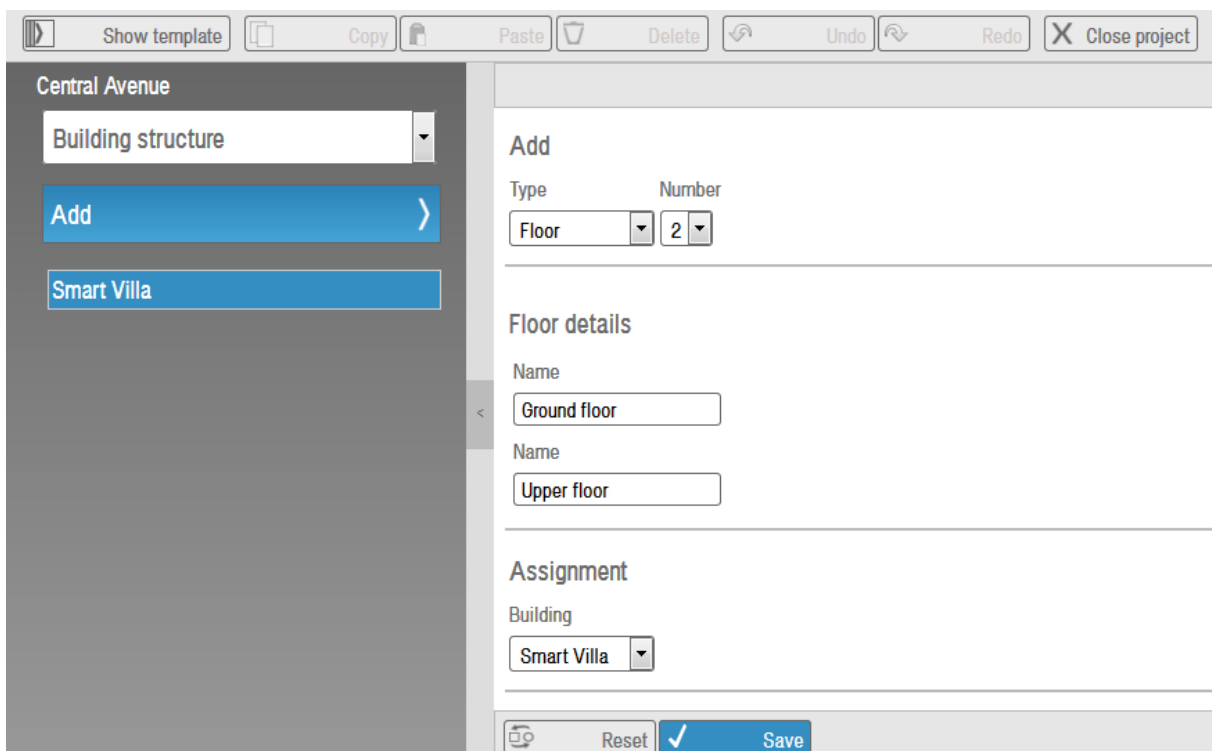 Show template Copy Paste Delete Undo Redo Close project
Central Avenue
Building structure
Add
Smart Villa
<
Add
Type Number
Floor 2
Floor details
Name
Ground floor
Name
Upper floor
Assignment
Building
Smart Villa
Reset Save